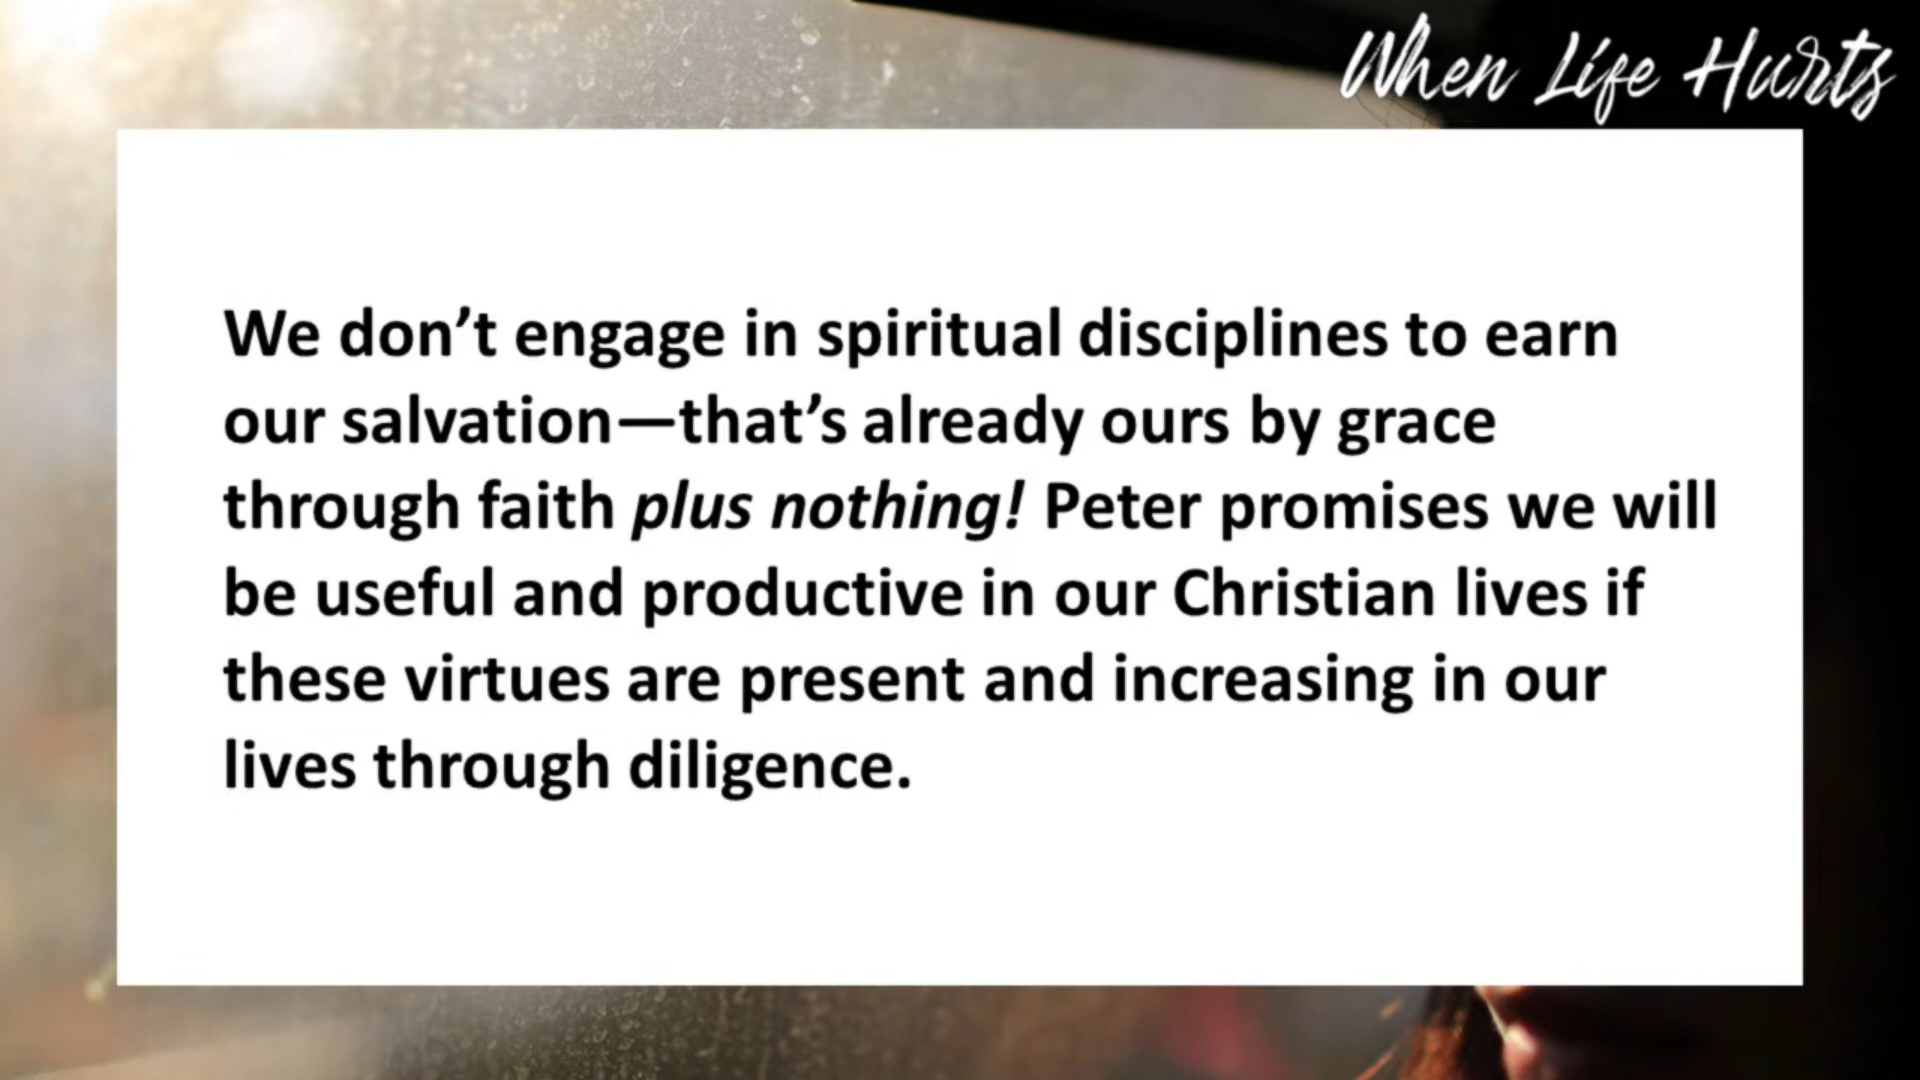 When Life Hurts
We don’t engage in spiritual disciplines to earn
our salvation—that’s already ours by grace
through faith plus nothing! Peter promises we will
be useful and productive in our Christian lives if
these virtues are present and increasing in our
lives through diligence.